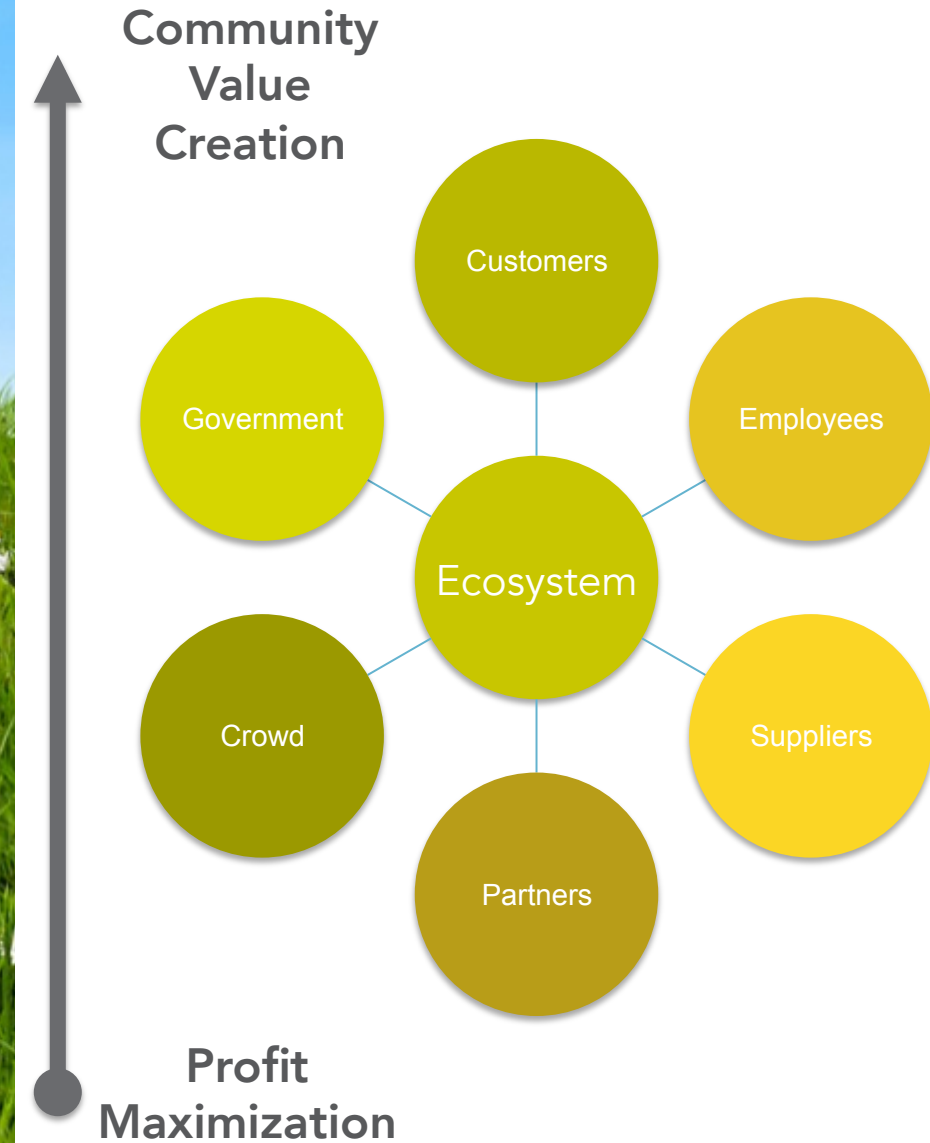 Community
Value
Creation
Customers
Government
Employees
Ecosystem
Crowd
Suppliers
Partners
Profit
Maximization